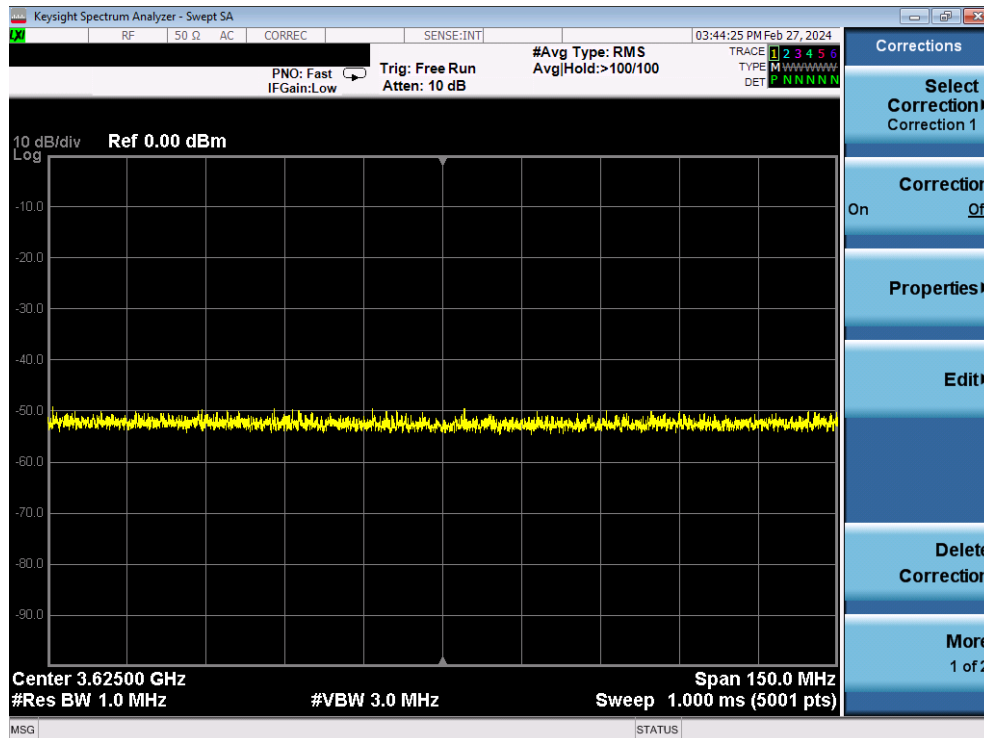 Keysight Spectrum Analyzer - Swept SA
LXI RF 50 Ω AC CORREC SENSE:INT 03:44:25 PM Feb 27, 2024
PNO: Fast
IFGain:Low
Trig: Free Run
Atten: 10 dB
#Avg Type: RMS
Avg|Hold:>100/100
TRACE 1 2 3 4 5 6
TYPE M WWWWW
DET P N N N N N
10 dB/div Ref 0.00 dBm
Log
-10.0
-20.0
-30.0
-40.0
-50.0
-60.0
-70.0
-80.0
-90.0
Center 3.62500 GHz
Span 150.0 MHz
#Res BW 1.0 MHz
#VBW 3.0 MHz
Sweep 1.000 ms (5001 pts)
MSG
STATUS
Corrections
Select
Correction
Correction 1
Correction
On Of
Properties
Edit
Delete
Correction
More
1 of 2